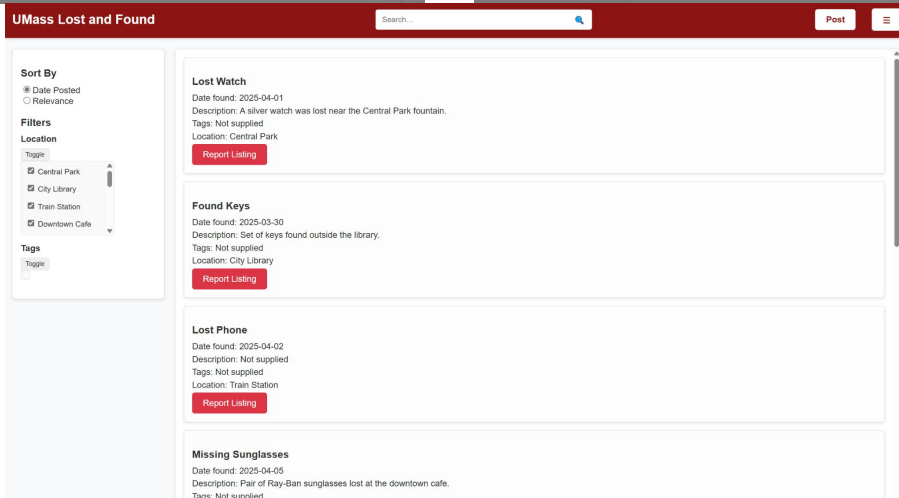 UMass Lost and Found
Search...
Post
Sort By
Date Posted
Relevance
Filters
Location
Toggle
Central Park
City Library
Train Station
Downtown Cafe
Tags
Toggle
Lost Watch
Date found: 2025-04-01
Description: A silver watch was lost near the Central Park fountain.
Tags: Not supplied
Location: Central Park
Report Listing
Found Keys
Date found: 2025-03-30
Description: Set of keys found outside the library.
Tags: Not supplied
Location: City Library
Report Listing
Lost Phone
Date found: 2025-04-02
Description: Not supplied
Tags: Not supplied
Location: Train Station
Report Listing
Missing Sunglasses
Date found: 2025-04-05
Description: Pair of Ray-Ban sunglasses lost at the downtown cafe.
Tags: Not supplied